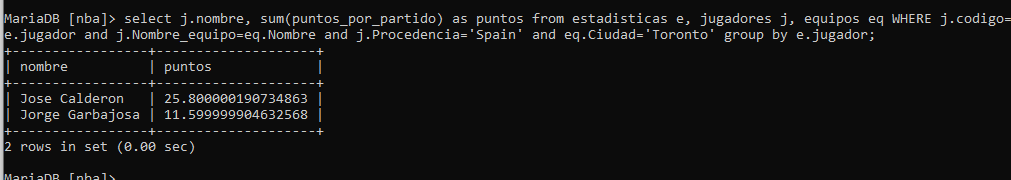 MariaDB [nba]> select j.nombre, sum(puntos_por_partido) as puntos from estadisticas e, jugadores j, equipos eq WHERE j.codigo=
e.jugador and j.Nombre_equipo=eq.Nombre and j.Procedencia='Spain' and eq.Ciudad='Toronto' group by e.jugador;
+-----------------+--------------------+
| nombre          | puntos             |
+-----------------+--------------------+
| Jose Calderon   | 25.800000190734863 |
| Jorge Garbajosa | 11.599999904632568 |
+-----------------+--------------------+
2 rows in set (0.00 sec)
MariaDB [nba]>